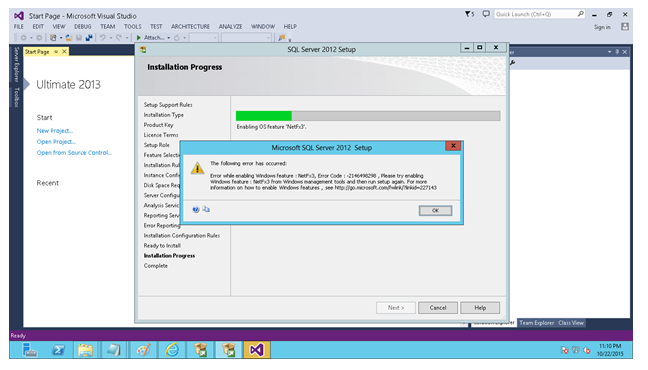 Start Page - Microsoft Visual Studio
5
Quick Launch (Ctrl+Q)
FILE EDIT VIEW DEBUG TEAM TOOLS TEST ARCHITECTURE ANALYZE WINDOW HELP
Sign in
Attach...
Start Page
SQL Server 2012 Setup
Server Explorer
Toolbox
Installation Progress
Ultimate 2013
Start
New Project...
Open Project...
Open from Source Control...
Recent
Setup Support Rules
Installation Type
Product Key
License Terms
Setup Role
Feature Selecti
Installation Rul
Instance Confi
Disk Space Req
Server Configu
Analysis Servic
Reporting Serv
Error Reporting
Installation Configuration Rules
Ready to Install
Installation Progress
Complete
Enabling OS feature 'NetFx3'.
Microsoft SQL Server 2012 Setup
The following error has occurred:
Error while enabling Windows feature : NetFx3, Error Code : -2146498298 , Please try enabling
Windows feature : NetFx3 from Windows management tools and then run setup again. For more
information on how to enable Windows features , see http://go.microsoft.com/fwlink/?linkid=227143
OK
Next >
Cancel
Help
Team Explorer Class View
Ready
11:10 PM
10/22/2015